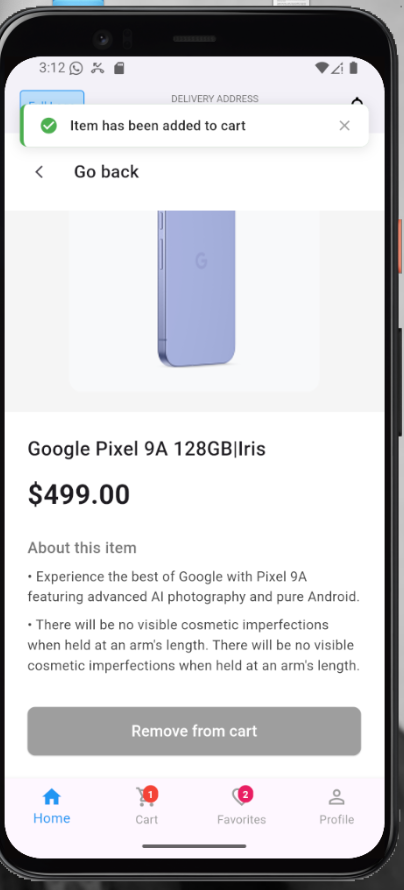 3:12
DELIVERY ADDRESS
Item has been added to cart
Go back
G
Google Pixel 9A 128GB|Iris
$499.00
About this item
• Experience the best of Google with Pixel 9A
featuring advanced AI photography and pure Android.
• There will be no visible cosmetic imperfections
when held at an arm's length. There will be no visible
cosmetic imperfections when held at an arm's length.
Remove from cart
1
2
Home
Cart
Favorites
Profile